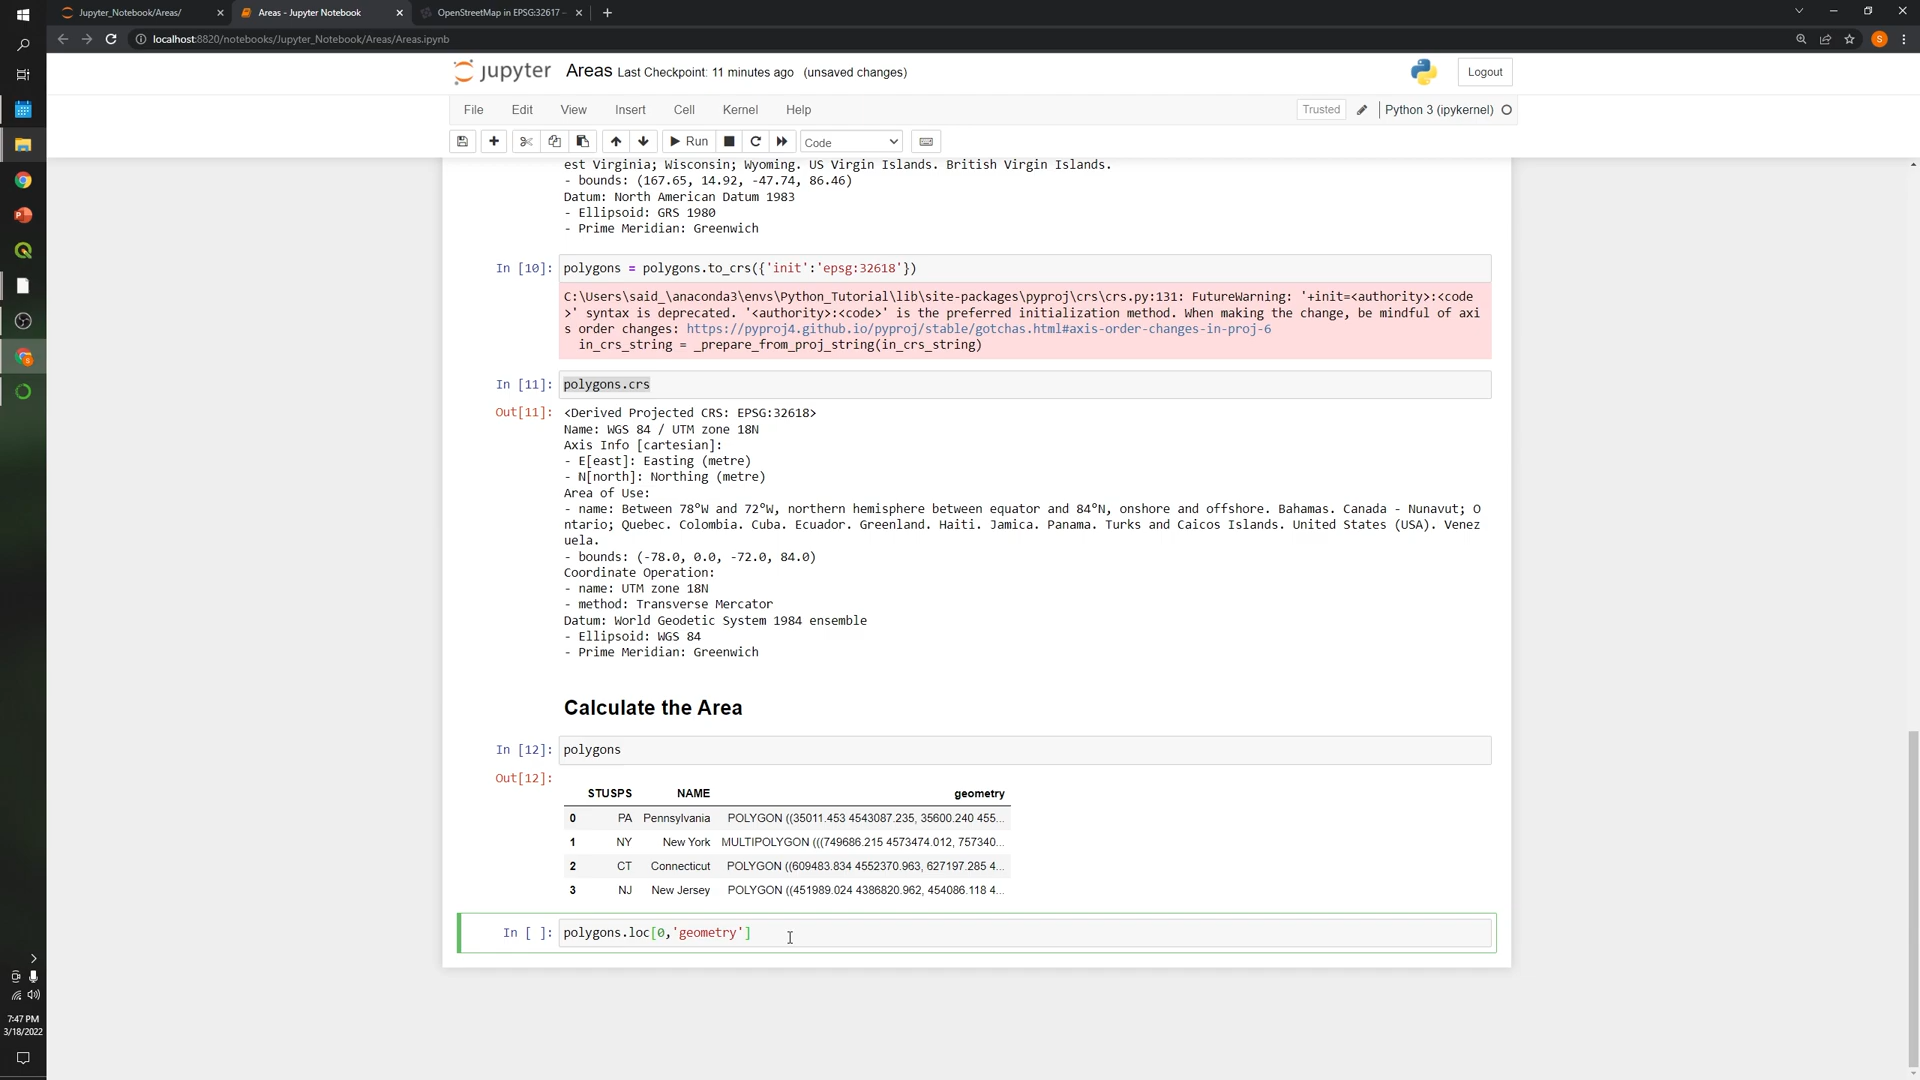 Jupyter_Notebook/Areas/
Areas - Jupyter Notebook
OpenStreetMap in EPSG:32617 -
localhost:8820/notebooks/Jupyter_Notebook/Areas/Areas.ipynb
S
jupyter Areas Last Checkpoint: 11 minutes ago (unsaved changes)
Logout
File Edit View Insert Cell Kernel Help
Trusted
Python 3 (ipykernel)
Run
Code
est Virginia; Wisconsin; Wyoming. US Virgin Islands. British Virgin Islands.
- bounds: (167.65, 14.92, -47.74, 86.46)
Datum: North American Datum 1983
- Ellipsoid: GRS 1980
- Prime Meridian: Greenwich
In [10]: polygons = polygons.to_crs({'init':'epsg:32618'})
C:\Users\said_\anaconda3\envs\Python_Tutorial\lib\site-packages\pyproj\crs\crs.py:131: FutureWarning: '+init=<authority>:<code
>' syntax is deprecated. '<authority>:<code>' is the preferred initialization method. When making the change, be mindful of axi
s order changes: https://pyproj4.github.io/pyproj/stable/gotchas.html#axis-order-changes-in-proj-6
in_crs_string = _prepare_from_proj_string(in_crs_string)
In [11]: polygons.crs
Out[11]: <Derived Projected CRS: EPSG:32618>
Name: WGS 84 / UTM zone 18N
Axis Info [cartesian]:
- E[east]: Easting (metre)
- N[north]: Northing (metre)
Area of Use:
- name: Between 78°W and 72°W, northern hemisphere between equator and 84°N, onshore and offshore. Bahamas. Canada - Nunavut; O
ntario; Quebec. Colombia. Cuba. Ecuador. Greenland. Haiti. Jamica. Panama. Turks and Caicos Islands. United States (USA). Venez
uela.
- bounds: (-78.0, 0.0, -72.0, 84.0)
Coordinate Operation:
- name: UTM zone 18N
- method: Transverse Mercator
Datum: World Geodetic System 1984 ensemble
- Ellipsoid: WGS 84
- Prime Meridian: Greenwich
Calculate the Area
In [12]: polygons
Out[12]:
STUSPS NAME geometry
0 PA Pennsylvania POLYGON ((35011.453 4543087.235, 35600.240 455...
1 NY New York MULTIPOLYGON (((749686.215 4573474.012, 757340...
2 CT Connecticut POLYGON ((609483.834 4552370.963, 627197.285 4...
3 NJ New Jersey POLYGON ((451989.024 4386820.962, 454086.118 4...
In [ ]: polygons.loc[0,'geometry']
7:47 PM
3/18/2022